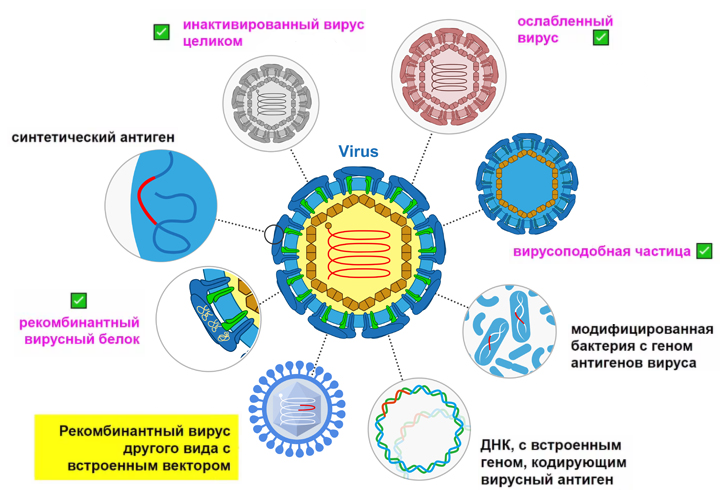 инактивированный вирус
целиком
ослабленный
вирус
синтетический антиген
Virus
вирусоподобная частица
рекомбинантный
вирусный белок
модифицированная
бактерия с геном
антигенов вируса
Рекомбинантный вирус
другого вида с
встроенным вектором
ДНК, с встроенным
геном, кодирующим
вирусный антиген